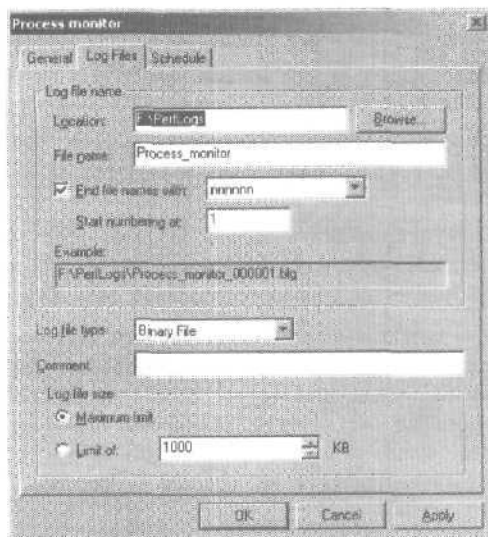 Process monitor
General Log Files Schedule
Log file name
Location: F:\PerfLogs Browse...
File name: Process_monitor
End file names with: nnnnnn
Start numbering at: 1
Example:
F:\PerfLogs\Process_monitor_000001.blg
Log file type: Binary File
Comment:
Log file size
Maximum limit
Limit of: 1000 KB
OK Cancel Apply